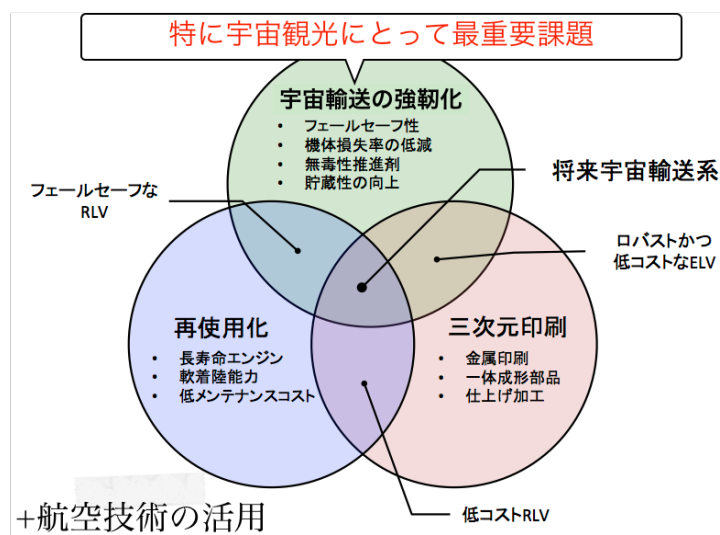 特に宇宙観光にとって最重要課題
宇宙輸送の強靭化
• フェールセーフ性
• 機体損失率の低減
• 無毒性推進剤
• 貯蔵性の向上
将来宇宙輸送系
フェールセーフな
RLV
ロバストかつ
低コストなELV
再使用化
• 長寿命エンジン
• 軟着陸能力
• 低メンテナンスコスト
三次元印刷
• 金属印刷
• 一体成形部品
• 仕上げ加工
低コストRLV
+航空技術の活用